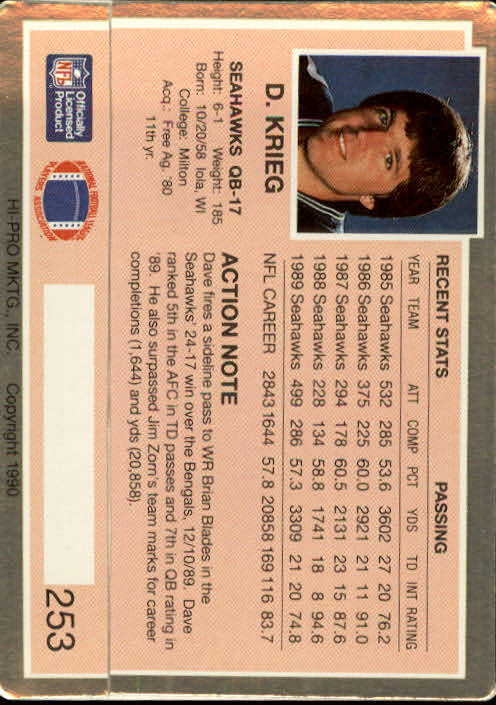 D. KRIEG
SEAHAWKS QB-17
Height: 6-1 Weight: 185
Born: 10/20/58 Iola, WI
College: Milton
Acq.: Free Ag. '80
11th yr.
RECENT STATS PASSING
YEAR TEAM ATT COMP PCT YDS TD INT RATING
1985 Seahawks 532 285 53.6 3602 27 20 76.2
1986 Seahawks 375 225 60.0 2921 21 11 91.0
1987 Seahawks 294 178 60.5 2131 23 15 87.6
1988 Seahawks 228 134 58.8 1741 18 8 94.6
1989 Seahawks 499 286 57.3 3309 21 20 74.8
NFL CAREER 2843 1644 57.8 20858 169 116 83.7
ACTION NOTE
Dave fires a sideline pass to WR Brian Blades in the
Seahawks' 24-17 win over the Bengals, 12/10/89. Dave
ranked 5th in the AFC in TD passes and 7th in QB rating in
'89. He also surpassed Jim Zorn's team marks for career
completions (1,644) and yds (20,858).
NFL
Officially
Licensed
Product
NATIONAL FOOTBALL LEAGUE
PLAYERS ASSOCIATION
253
HI-PRO MKTG., INC. Copyright 1990